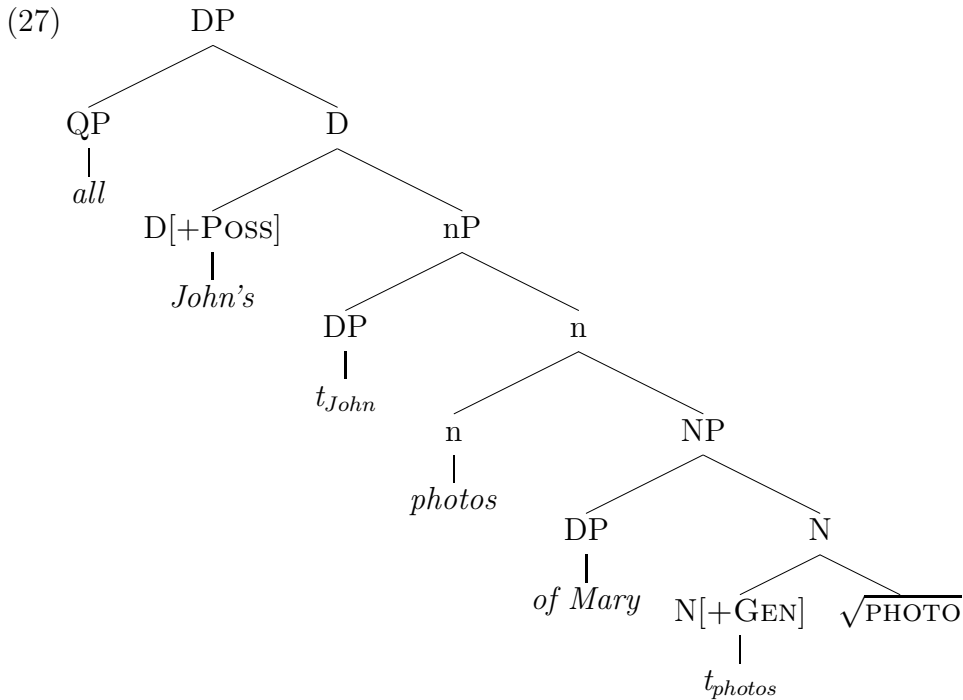 (27) DP
QP D
all
D[+POSS] nP
John's
DP n
t_John
n NP
photos
DP N
of Mary
N[+GEN] √PHOTO
t_photos